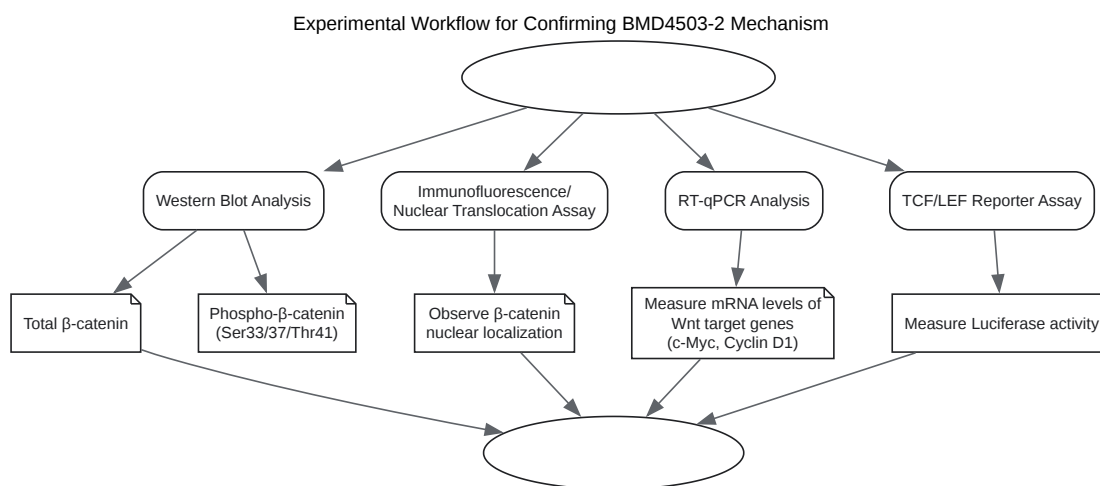 Experimental Workflow for Confirming BMD4503-2 Mechanism
Western Blot Analysis
Immunofluorescence/
Nuclear Translocation Assay
RT-qPCR Analysis
TCF/LEF Reporter Assay
Total β-catenin
Phospho-β-catenin
(Ser33/37/Thr41)
Observe β-catenin
nuclear localization
Measure mRNA levels of
Wnt target genes
(c-Myc, Cyclin D1)
Measure Luciferase activity